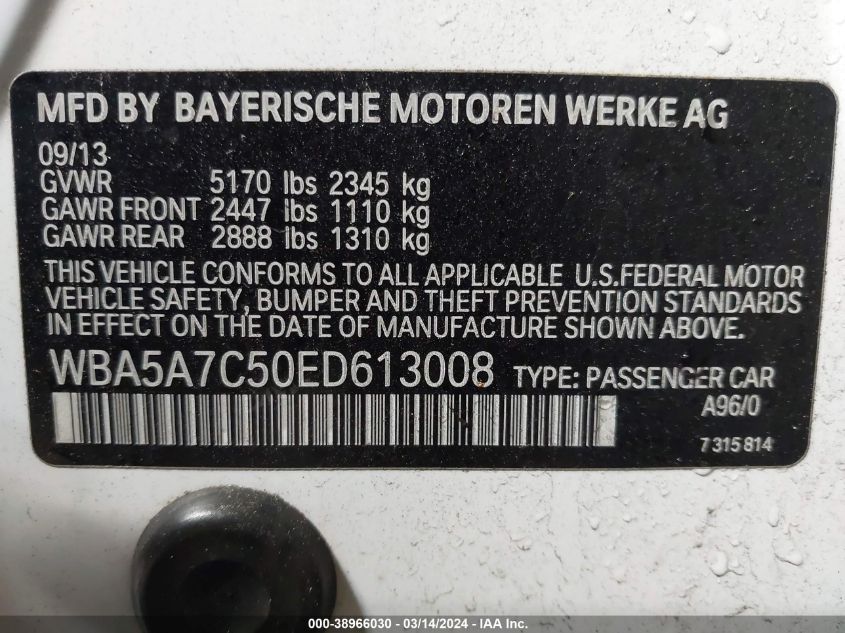 MFD BY BAYERISCHE MOTOREN WERKE AG
09/13
GVWR 5170 lbs 2345 kg
GAWR FRONT 2447 lbs 1110 kg
GAWR REAR 2888 lbs 1310 kg
THIS VEHICLE CONFORMS TO ALL APPLICABLE U.S.FEDERAL MOTOR
VEHICLE SAFETY, BUMPER AND THEFT PREVENTION STANDARDS
IN EFFECT ON THE DATE OF MANUFACTURE SHOWN ABOVE.
WBA5A7C50ED613008 TYPE: PASSENGER CAR
A96/0
7 315 814
000-38966030 - 03/14/2024 - IAA Inc.